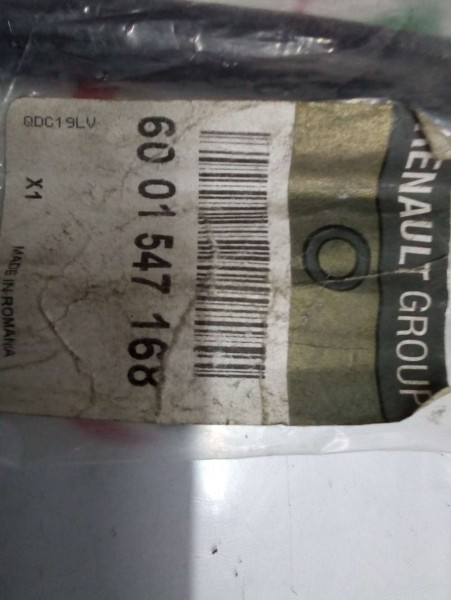 RENAULT GROUP
60 01 547 168
QDC19LV
X1
MADE IN ROMANIA